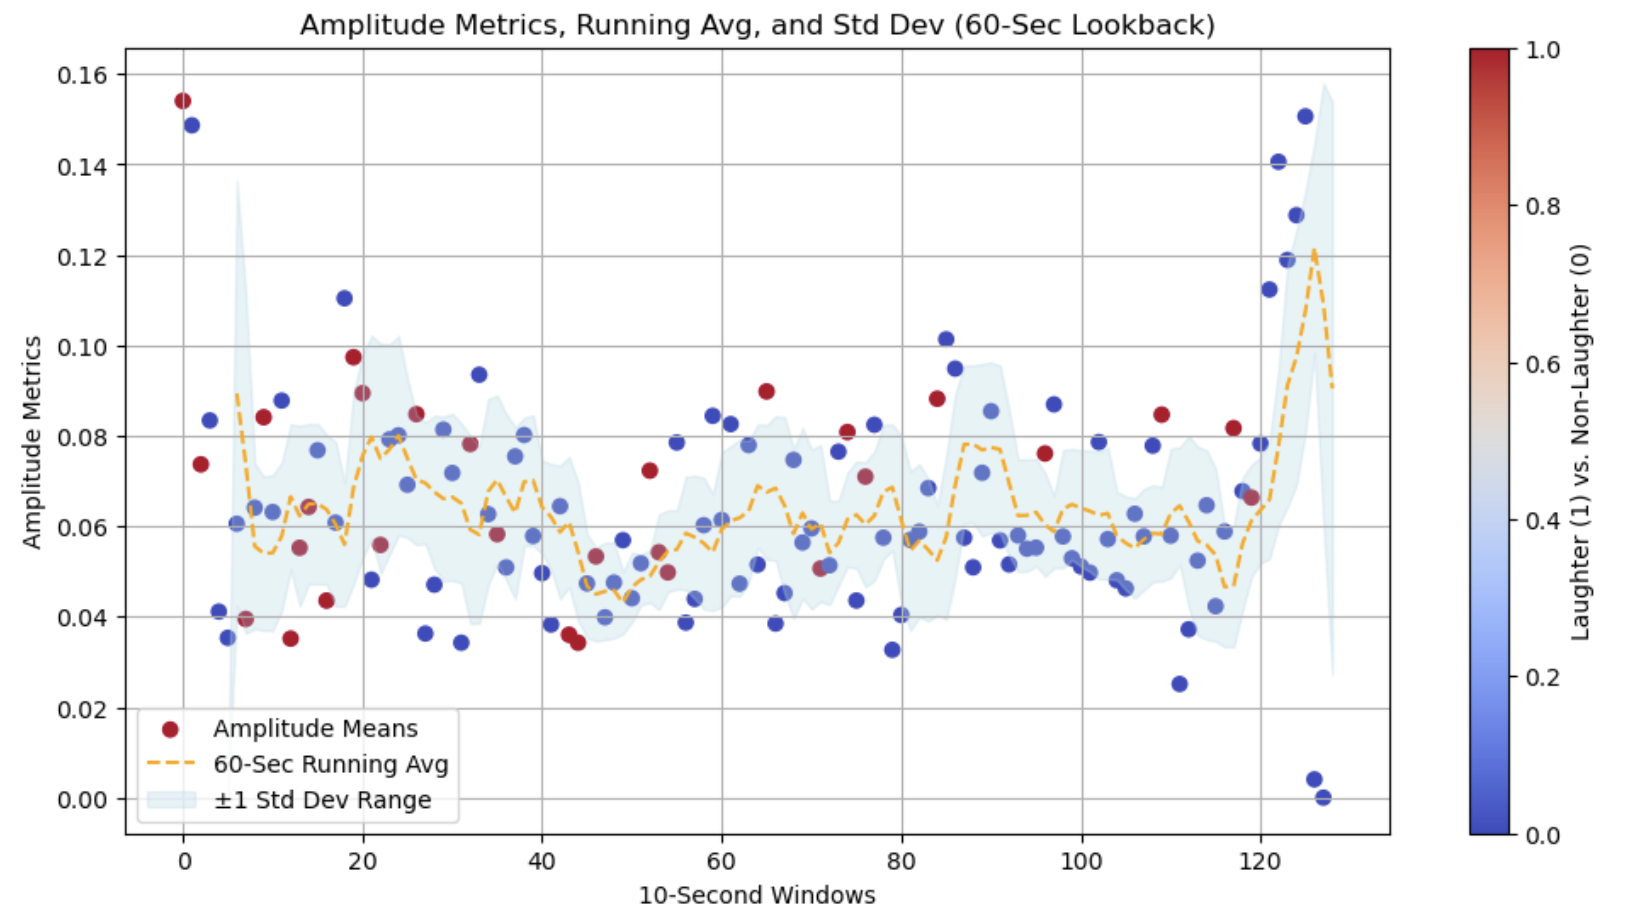 Amplitude Metrics, Running Avg, and Std Dev (60-Sec Lookback)
Amplitude Metrics
0.16
0.14
0.12
0.10
0.08
0.06
0.04
0.02
0.00
Amplitude Means
60-Sec Running Avg
±1 Std Dev Range
0 20 40 60 80 100 120
10-Second Windows
1.0
0.8
0.6
0.4
0.2
0.0
Laughter (1) vs. Non-Laughter (0)